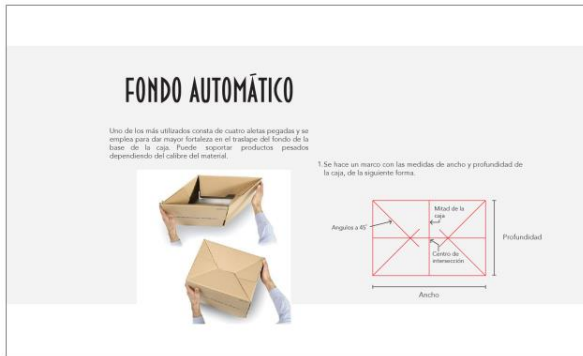 FONDO AUTOMÁTICO
Uno de los más utilizados consta de cuatro aletas pegadas y se
emplea para dar mayor fortaleza en el traslape del fondo de la
base de la caja. Puede soportar productos pesados
dependiendo del calibre del material.
1.Se hace un marco con las medidas de ancho y profundidad de
la caja, de la siguiente forma.
Mitad de la
caja
Angulos a 45°
Profundidad
Centro de
intersección
Ancho